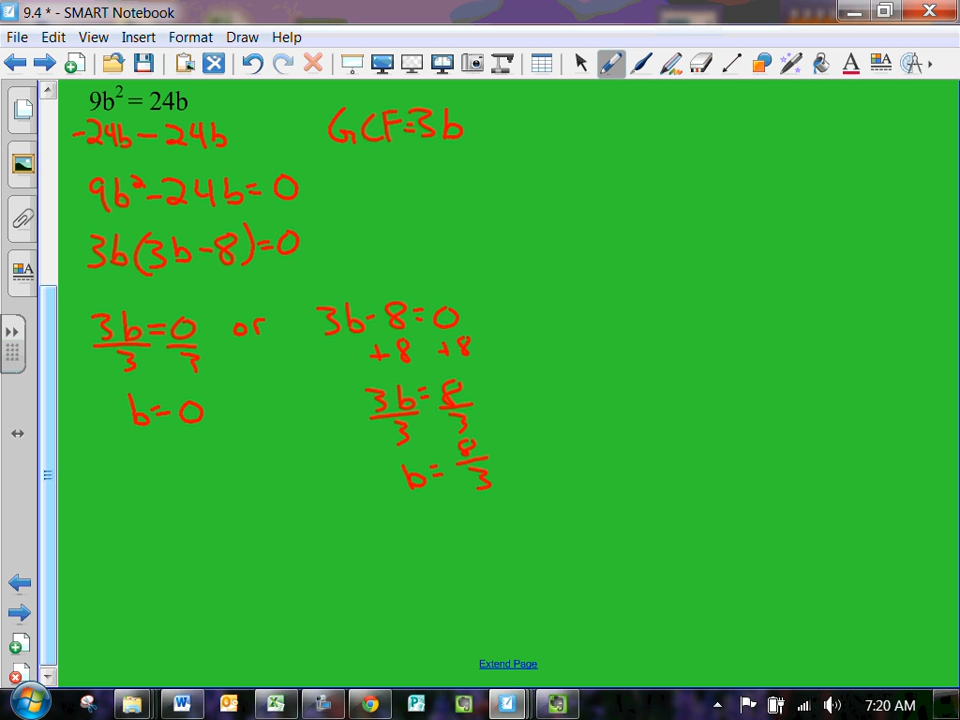 9.4 * - SMART Notebook
File Edit View Insert Format Draw Help
9b² = 24b
-24b - 24b
GCF=3b
9b²-24b=0
3b(3b-8)=0
3b=0 or 3b-8=0
3 3
+8 +8
b=0
3b=8
3 3
b=8/3
Extend Page
7:20 AM